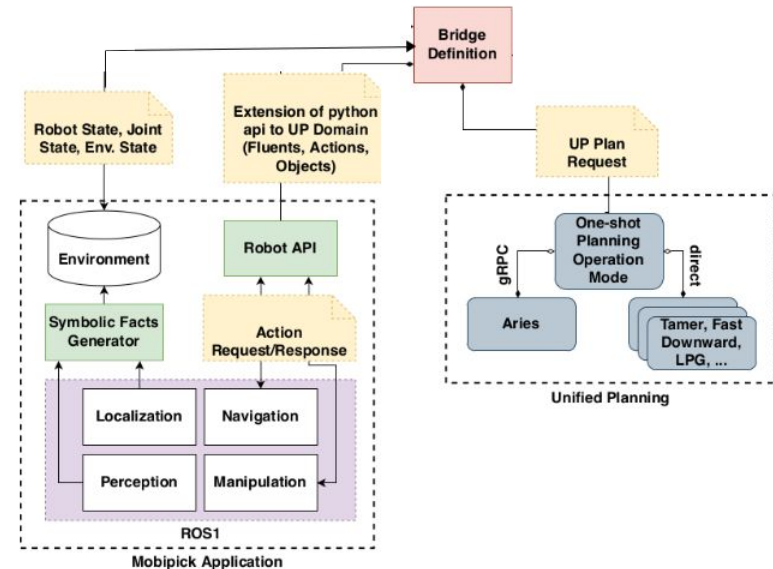 Bridge
Definition
Robot State, Joint
State, Env. State
Extension of python
api to UP Domain
(Fluents, Actions,
Objects)
UP Plan
Request
Environment
Robot API
One-shot
Planning
Operation
Mode
gRPC
direct
Aries
Tamer, Fast
Downward,
LPG, ...
Unified Planning
Symbolic Facts
Generator
Action
Request/Response
Localization
Navigation
Perception
Manipulation
ROS1
Mobipick Application